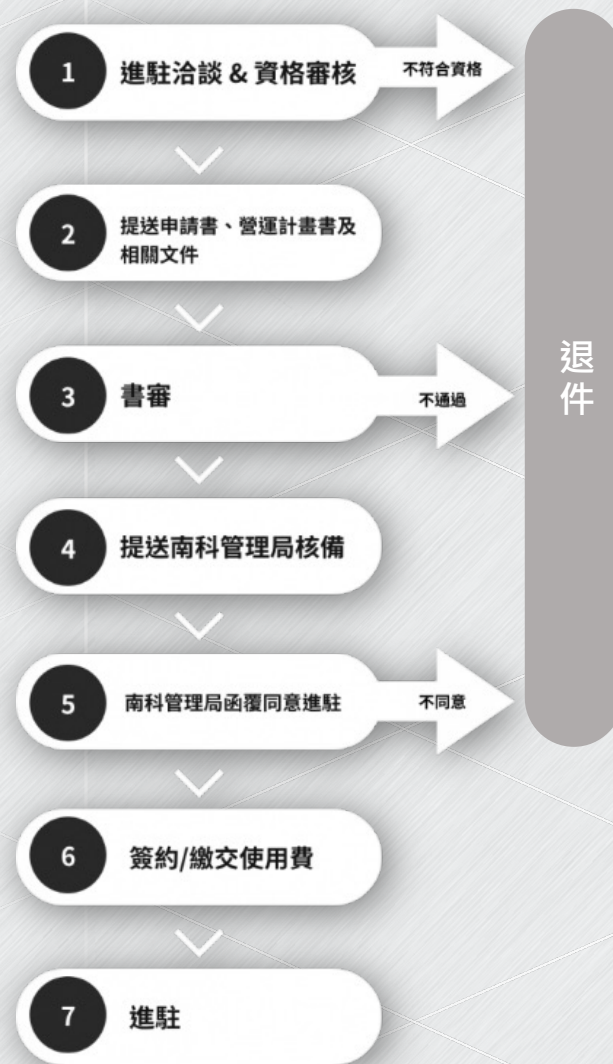 1
進駐洽談 & 資格審核
不符合資格
2
提送申請書、營運計畫書及
相關文件
3
書審
不通過
4
提送南科管理局核備
5
南科管理局函覆同意進駐
不同意
6
簽約/繳交使用費
7
進駐
退件